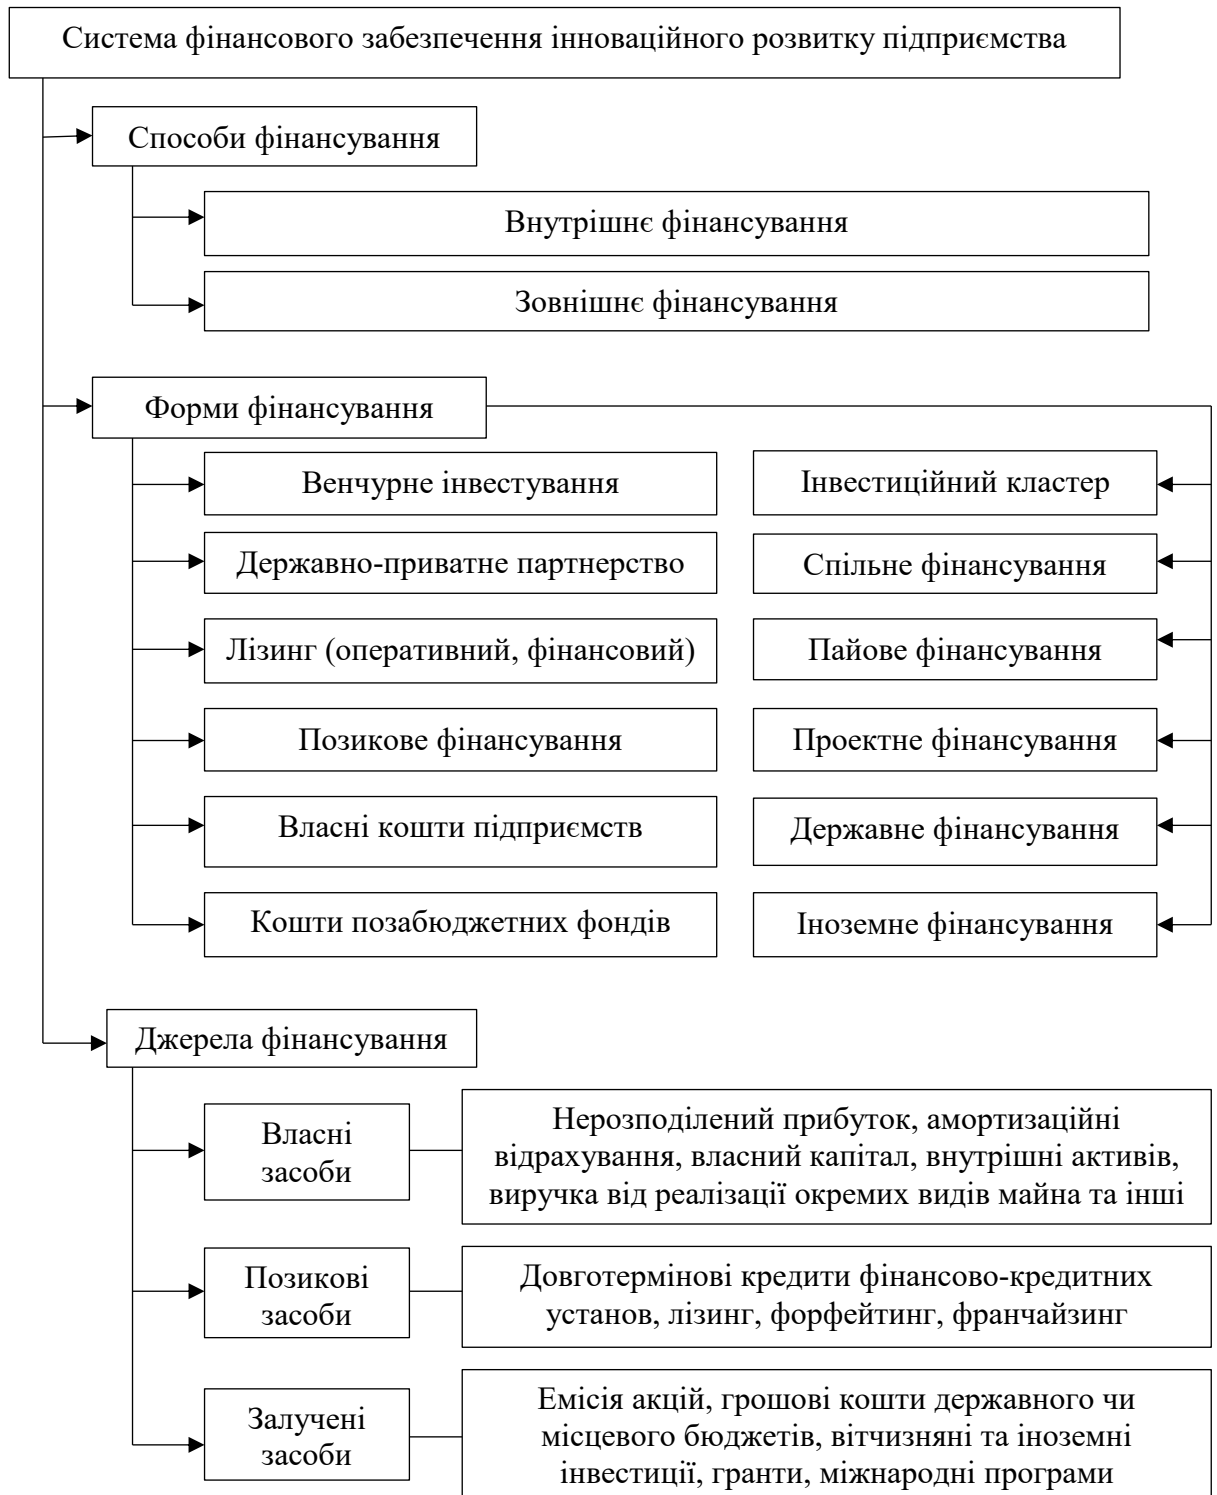 Система фінансового забезпечення інноваційного розвитку підприємства
Способи фінансування
Внутрішнє фінансування
Зовнішнє фінансування
Форми фінансування
Венчурне інвестування
Інвестиційний кластер
Державно-приватне партнерство
Спільне фінансування
Лізинг (оперативний, фінансовий)
Пайове фінансування
Позикове фінансування
Проектне фінансування
Власні кошти підприємств
Державне фінансування
Кошти позабюджетних фондів
Іноземне фінансування
Джерела фінансування
Власні
засоби
Нерозподілений прибуток, амортизаційні
відрахування, власний капітал, внутрішні активів,
виручка від реалізації окремих видів майна та інші
Позикові
засоби
Довготермінові кредити фінансово-кредитних
установ, лізинг, форфейтинг, франчайзинг
Залучені
засоби
Емісія акцій, грошові кошти державного чи
місцевого бюджетів, вітчизняні та іноземні
інвестиції, гранти, міжнародні програми